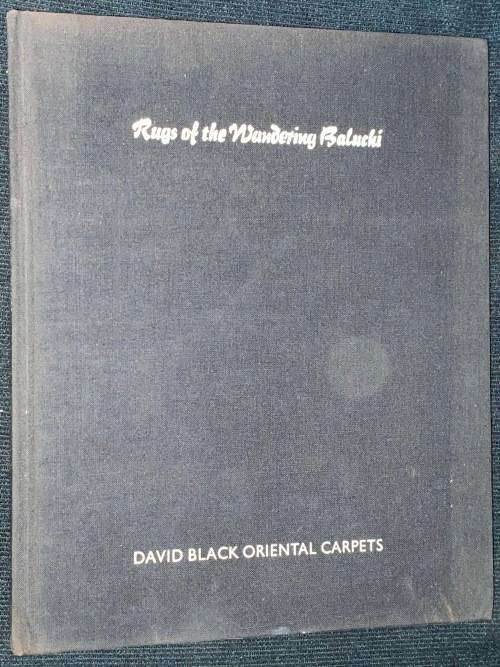 Rugs of the Wandering Baluchi
DAVID BLACK ORIENTAL CARPETS